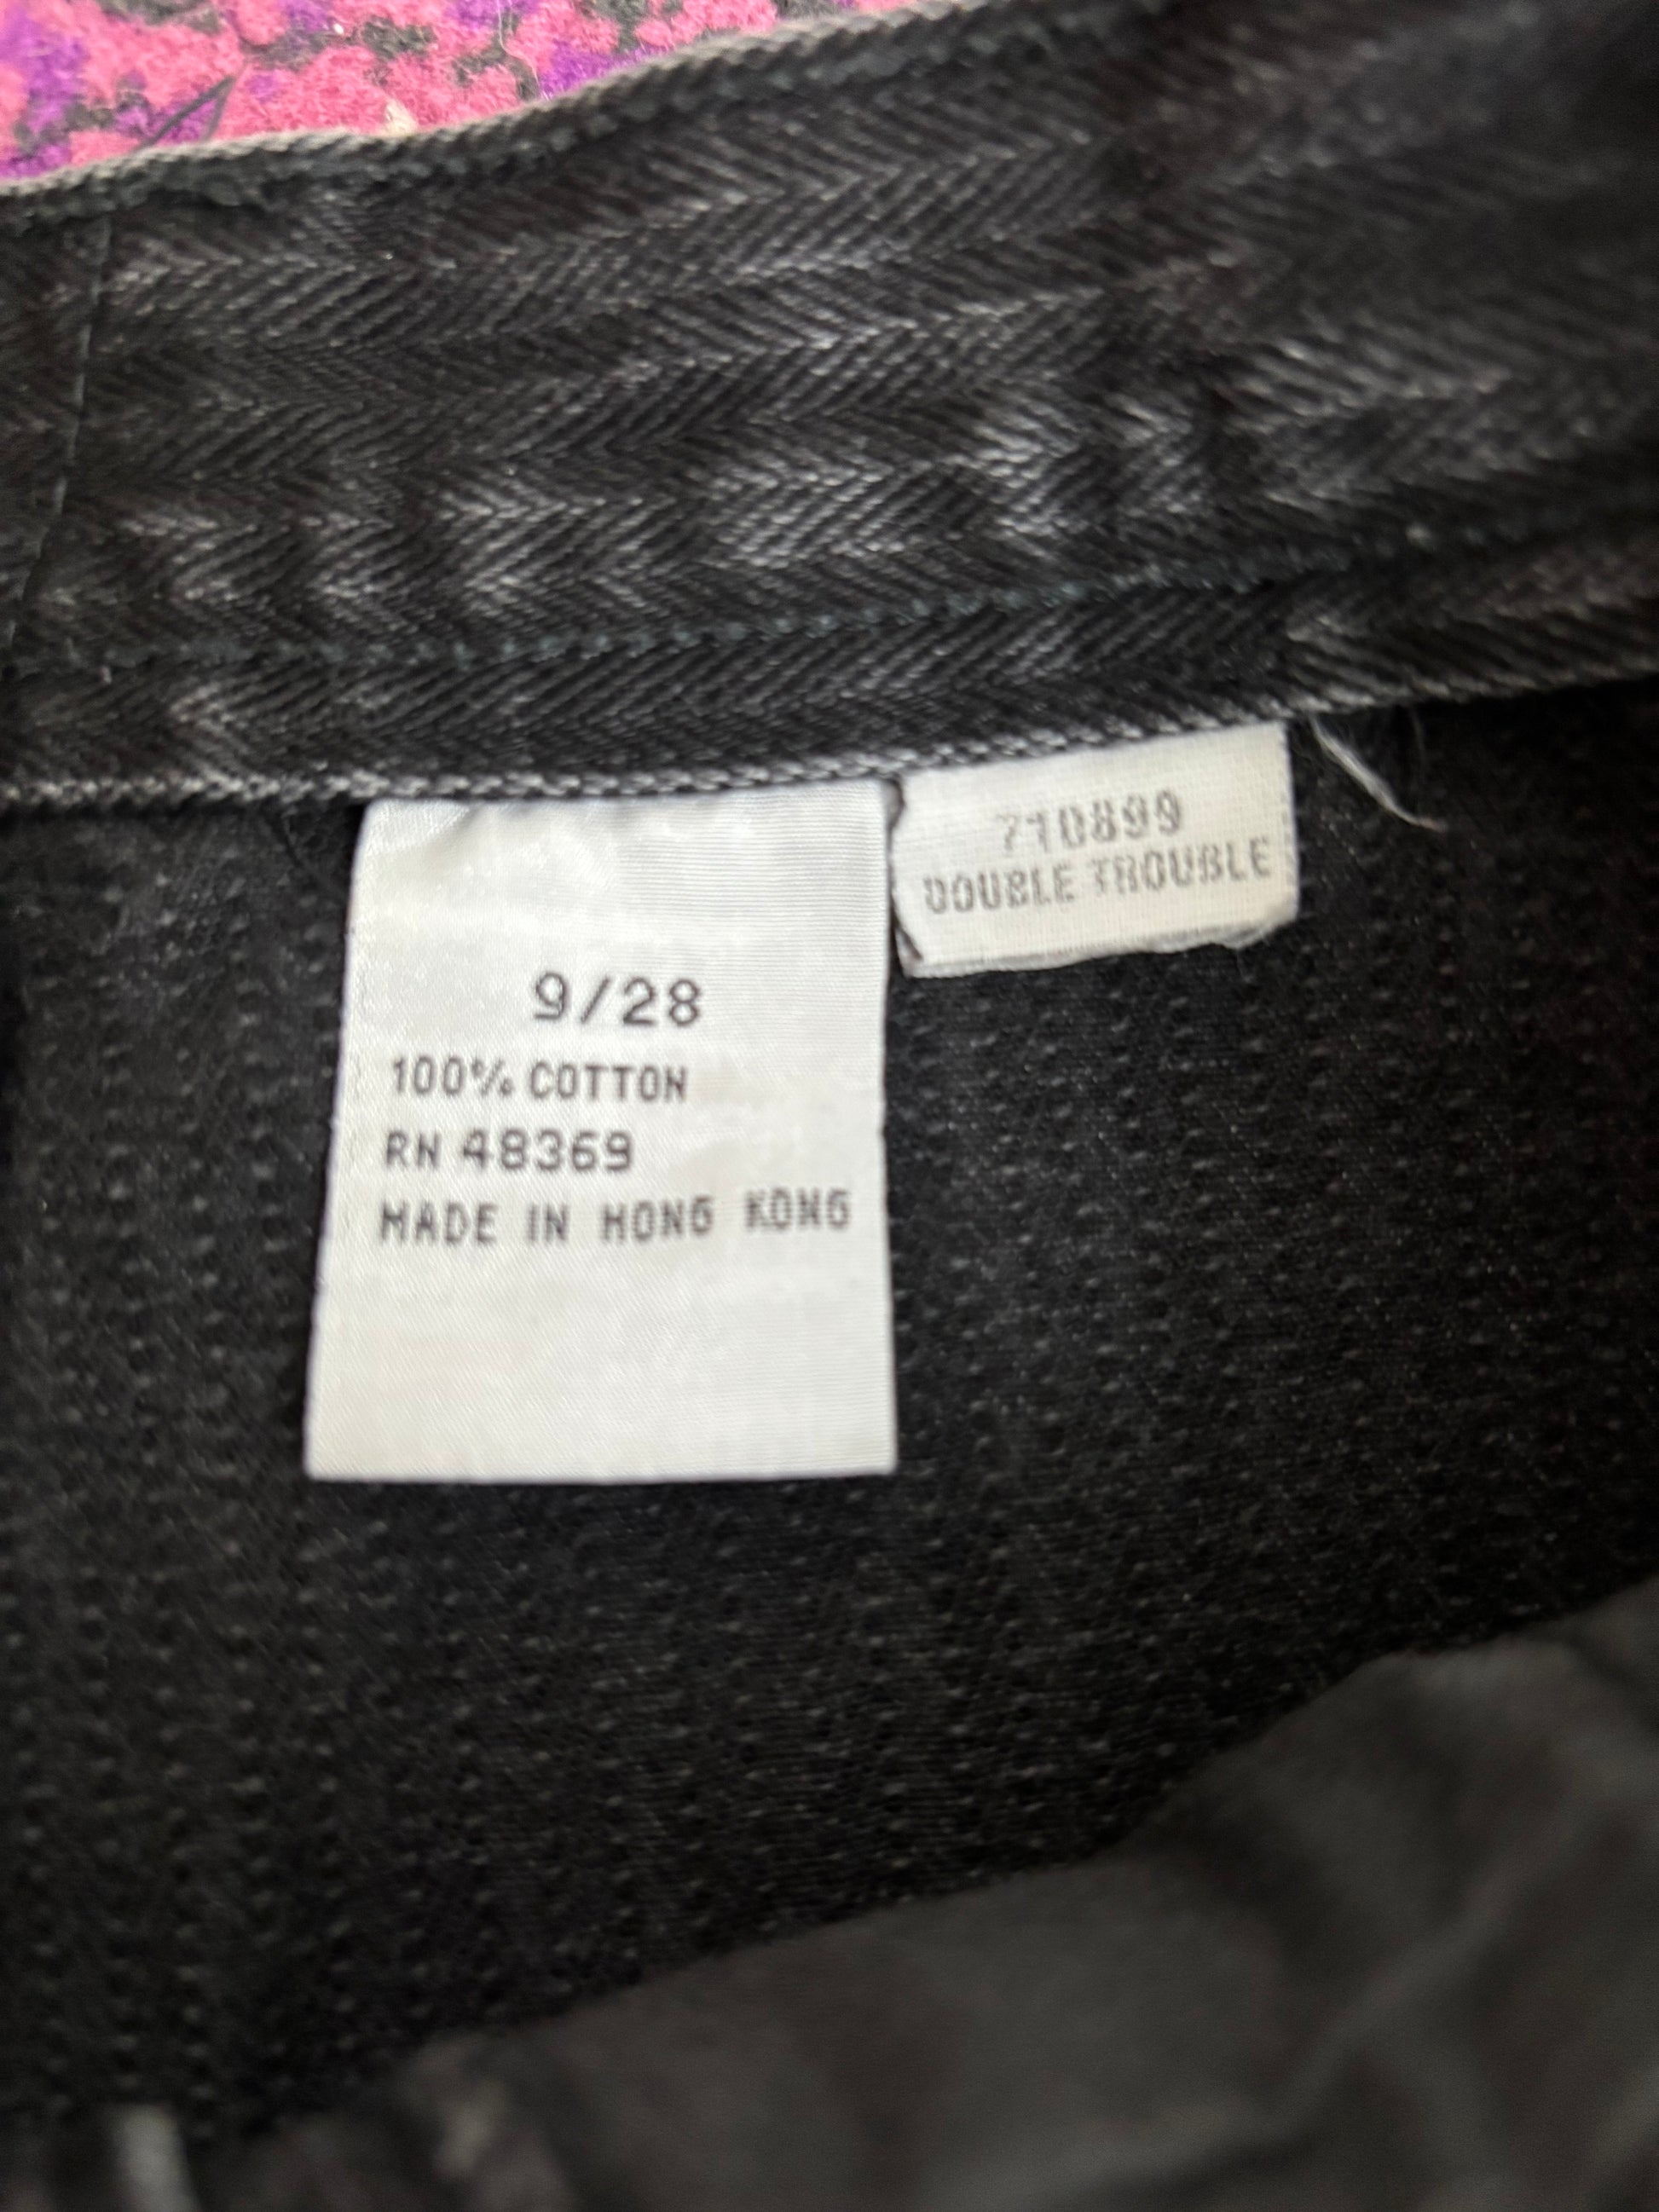 710899
DOUBLE TROUBLE
9/28
100% COTTON
RN 48369
MADE IN HONG KONG